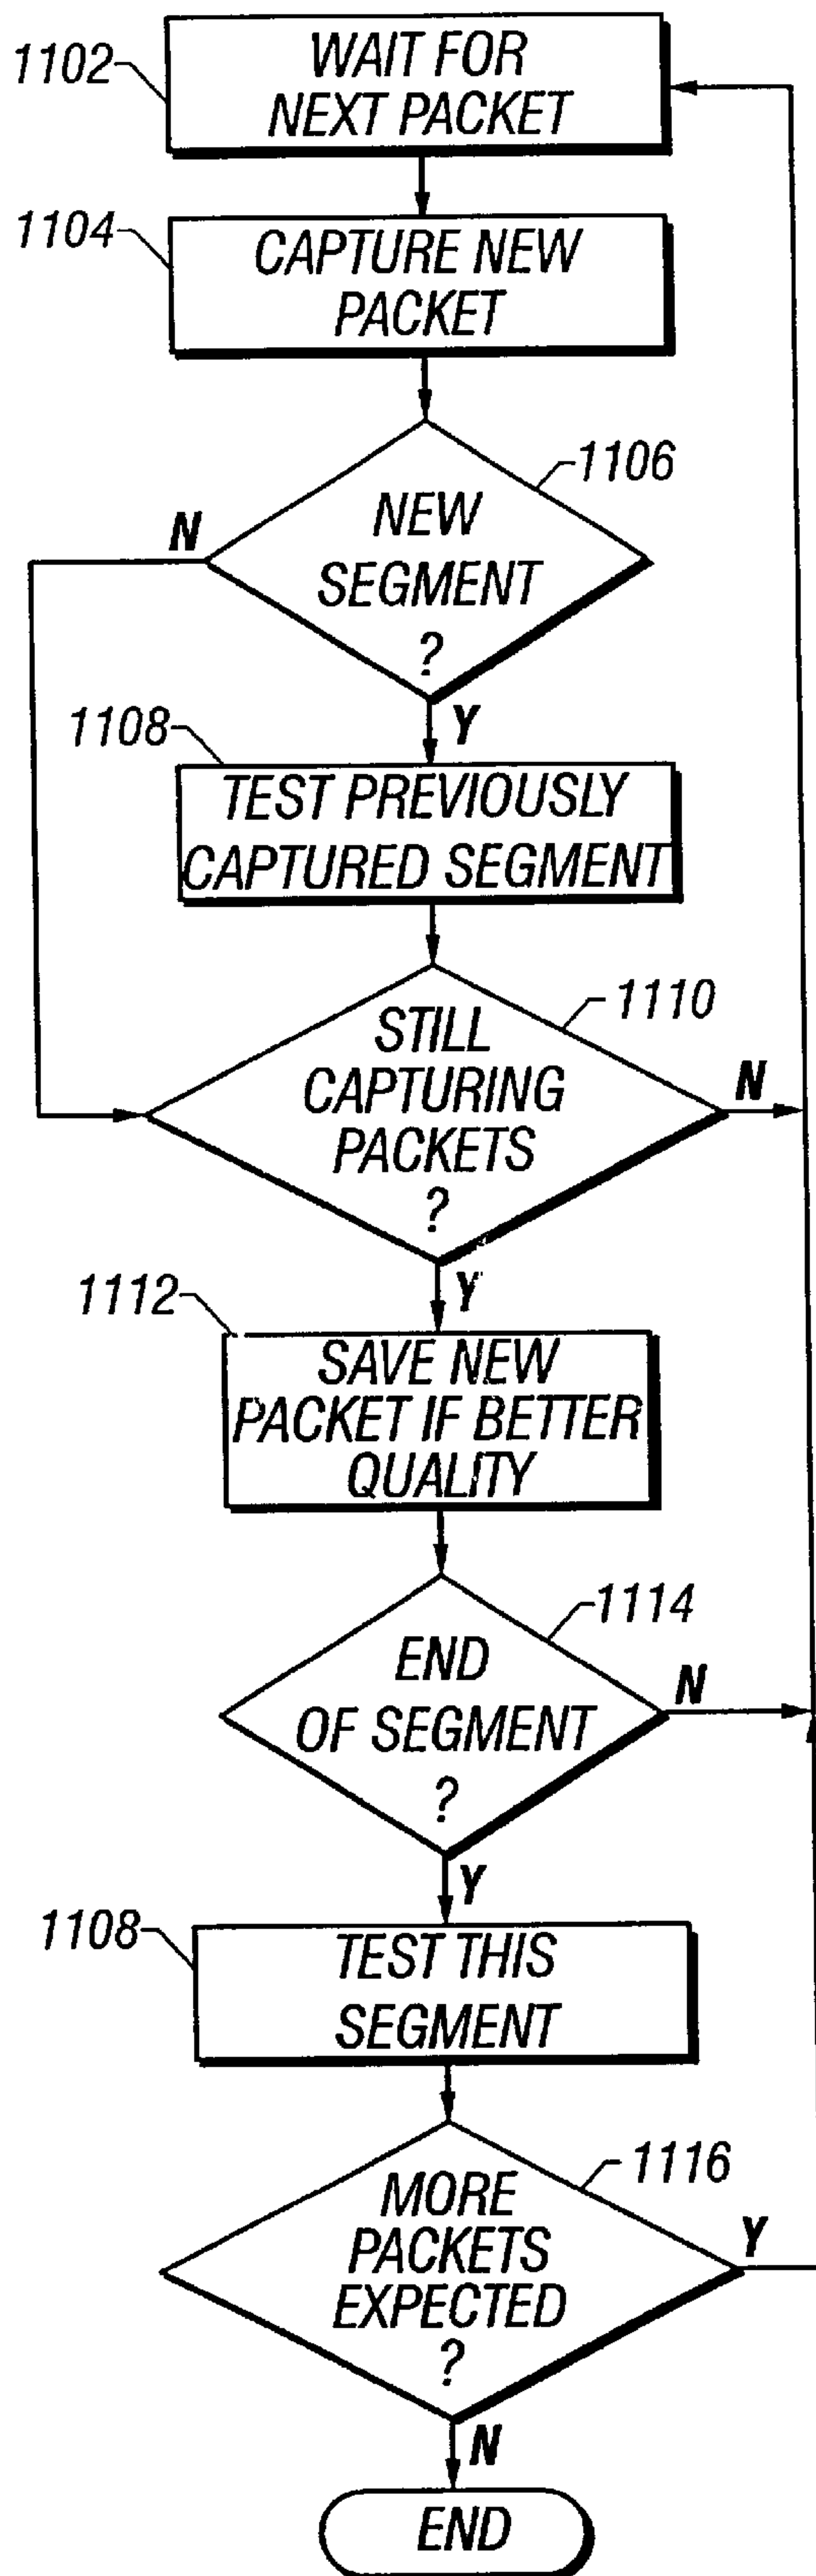 1102
WAIT FOR
NEXT PACKET
1104
CAPTURE NEW
PACKET
1106
N
NEW
SEGMENT
?
Y
1108
TEST PREVIOUSLY
CAPTURED SEGMENT
1110
STILL
CAPTURING
PACKETS
?
N
Y
1112
SAVE NEW
PACKET IF BETTER
QUALITY
1114
END
OF SEGMENT
?
N
Y
1108
TEST THIS
SEGMENT
1116
MORE
PACKETS
EXPECTED
?
Y
N
END